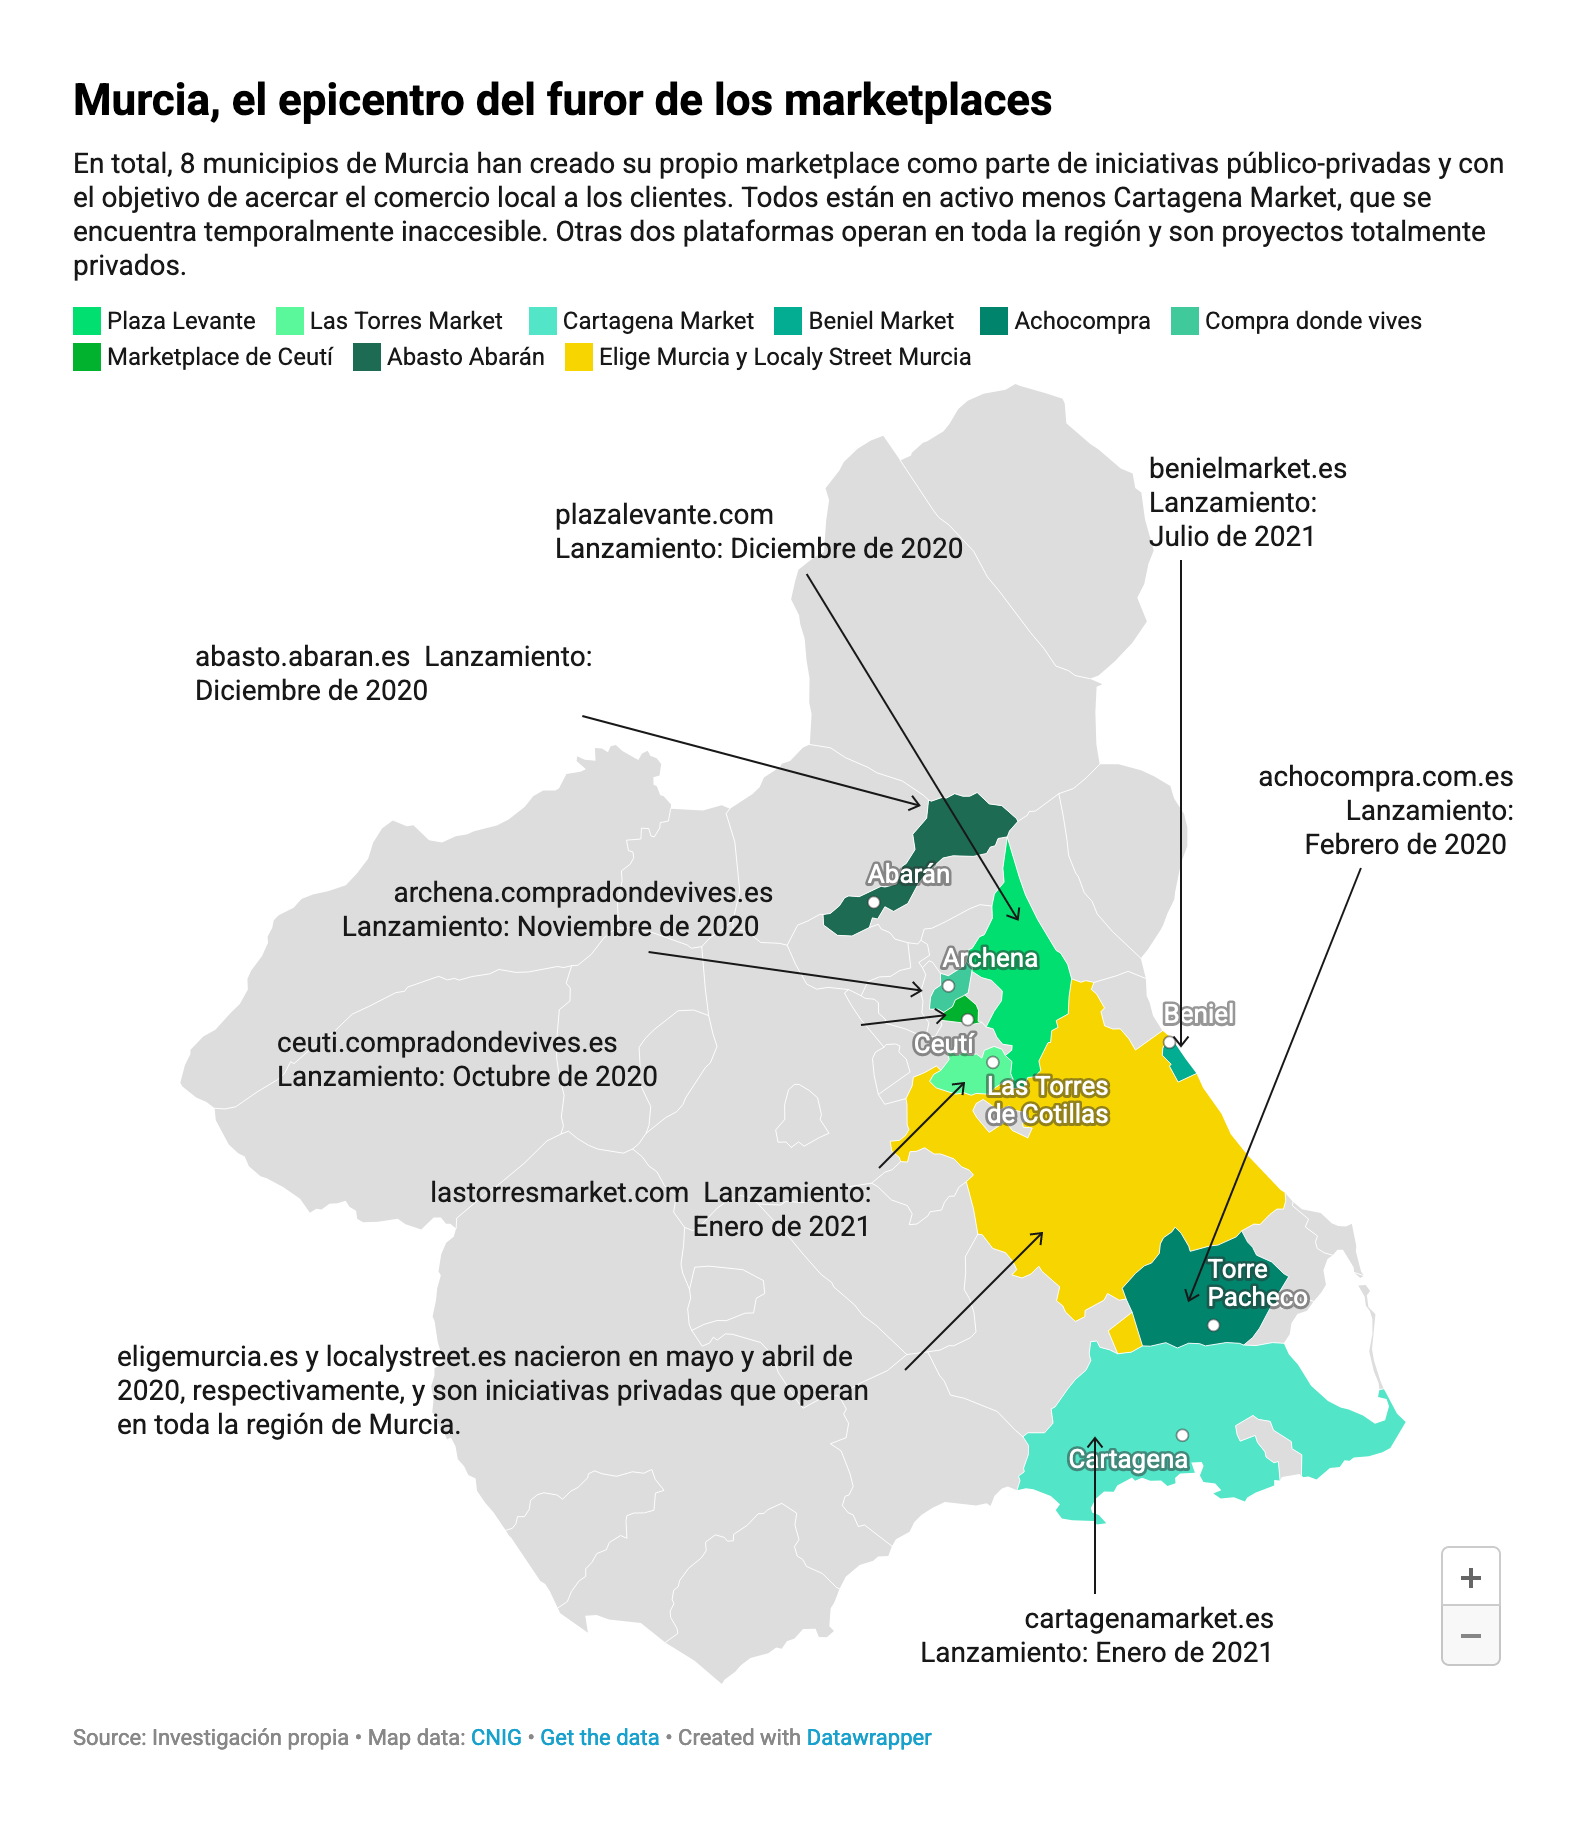 Murcia, el epicentro del furor de los marketplaces
En total, 8 municipios de Murcia han creado su propio marketplace como parte de iniciativas público-privadas y con
el objetivo de acercar el comercio local a los clientes. Todos están en activo menos Cartagena Market, que se
encuentra temporalmente inaccesible. Otras dos plataformas operan en toda la región y son proyectos totalmente
privados.
Plaza Levante Las Torres Market Cartagena Market Beniel Market Achocompra Compra donde vives
Marketplace de Ceutí Abasto Abarán Elige Murcia y Localy Street Murcia
benielmarket.es
Lanzamiento:
Julio de 2021
plazalevante.com
Lanzamiento: Diciembre de 2020
abasto.abaran.es Lanzamiento:
Diciembre de 2020
achocompra.com.es
Lanzamiento:
Febrero de 2020
Abarán
archena.compradondevives.es
Lanzamiento: Noviembre de 2020
Archena
Beniel
Ceutí
ceuti.compradondevives.es
Lanzamiento: Octubre de 2020
Las Torres
de Cotillas
lastorresmarket.com Lanzamiento:
Enero de 2021
Torre
Pacheco
eligemurcia.es y localystreet.es nacieron en mayo y abril de
2020, respectivamente, y son iniciativas privadas que operan
en toda la región de Murcia.
Cartagena
cartagenamarket.es
Lanzamiento: Enero de 2021
+
−
Source: Investigación propia • Map data: CNIG • Get the data • Created with Datawrapper